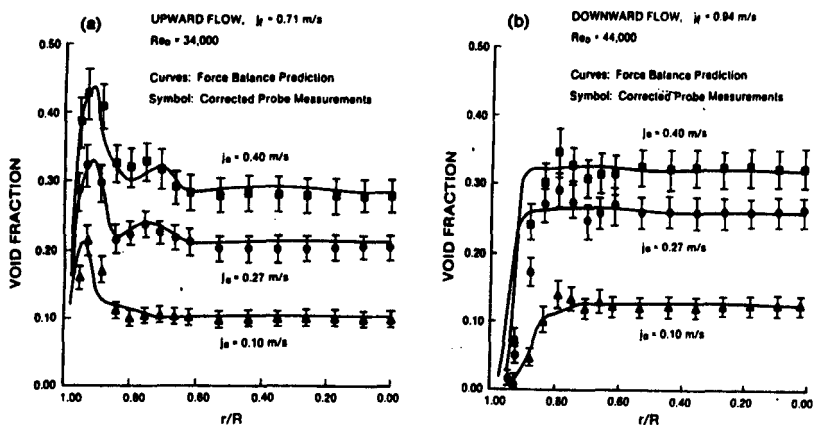 (a)
UPWARD FLOW, jf = 0.71 m/s
ReD = 34,000
Curves: Force Balance Prediction
Symbol: Corrected Probe Measurements
VOID FRACTION
0.50
0.40
0.30
0.20
0.10
0.00
jG = 0.40 m/s
jG = 0.27 m/s
jG = 0.10 m/s
1.00
0.80
0.60
0.40
0.20
0.00
r/R
(b)
DOWNWARD FLOW, jf = 0.94 m/s
ReD = 44,000
Curves: Force Balance Prediction
Symbol: Corrected Probe Measurements
VOID FRACTION
0.50
0.40
0.30
0.20
0.10
0.00
jG = 0.40 m/s
jG = 0.27 m/s
jG = 0.10 m/s
1.00
0.80
0.60
0.40
0.20
0.00
r/R